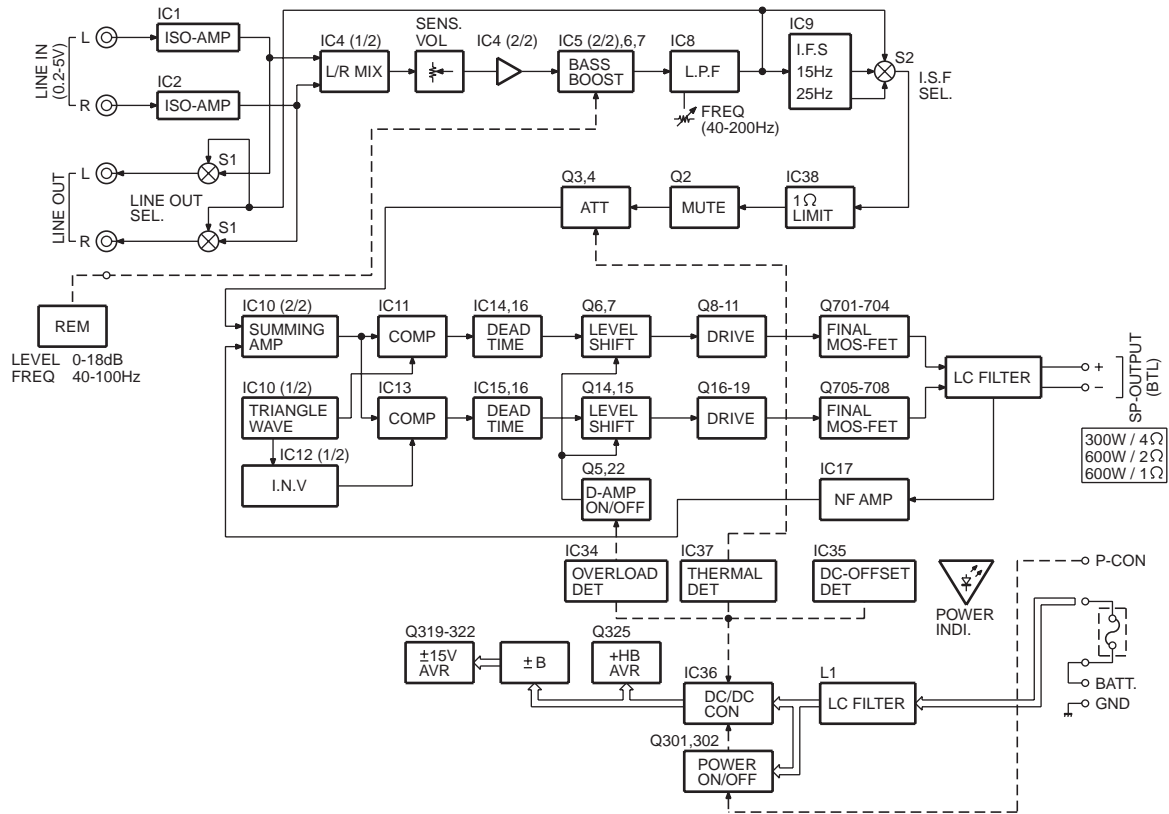 IC1
ISO-AMP
L
LINE IN
(0.2-5V)
R
IC2
ISO-AMP
IC4 (1/2)
L/R MIX
SENS.
VOL
IC4 (2/2)
IC5 (2/2),6,7
BASS
BOOST
IC8
L.P.F
FREQ
(40-200Hz)
IC9
I.F.S
15Hz
25Hz
S2
I.S.F
SEL.
L
LINE OUT
R
S1
LINE OUT
SEL.
S1
Q3,4
ATT
Q2
MUTE
IC38
1Ω
LIMIT
REM
LEVEL 0-18dB
FREQ 40-100Hz
IC10 (2/2)
SUMMING
AMP
IC11
COMP
IC14,16
DEAD
TIME
Q6,7
LEVEL
SHIFT
Q8-11
DRIVE
Q701-704
FINAL
MOS-FET
LC FILTER
+
−
SP-OUTPUT
(BTL)
300W / 4Ω
600W / 2Ω
600W / 1Ω
IC10 (1/2)
TRIANGLE
WAVE
IC13
COMP
IC15,16
DEAD
TIME
Q14,15
LEVEL
SHIFT
Q16-19
DRIVE
Q705-708
FINAL
MOS-FET
IC12 (1/2)
I.N.V
Q5,22
D-AMP
ON/OFF
IC17
NF AMP
IC34
OVERLOAD
DET
IC37
THERMAL
DET
IC35
DC-OFFSET
DET
POWER
INDI.
P-CON
Q319-322
±15V
AVR
±B
Q325
+HB
AVR
IC36
DC/DC
CON
L1
LC FILTER
BATT.
GND
Q301,302
POWER
ON/OFF